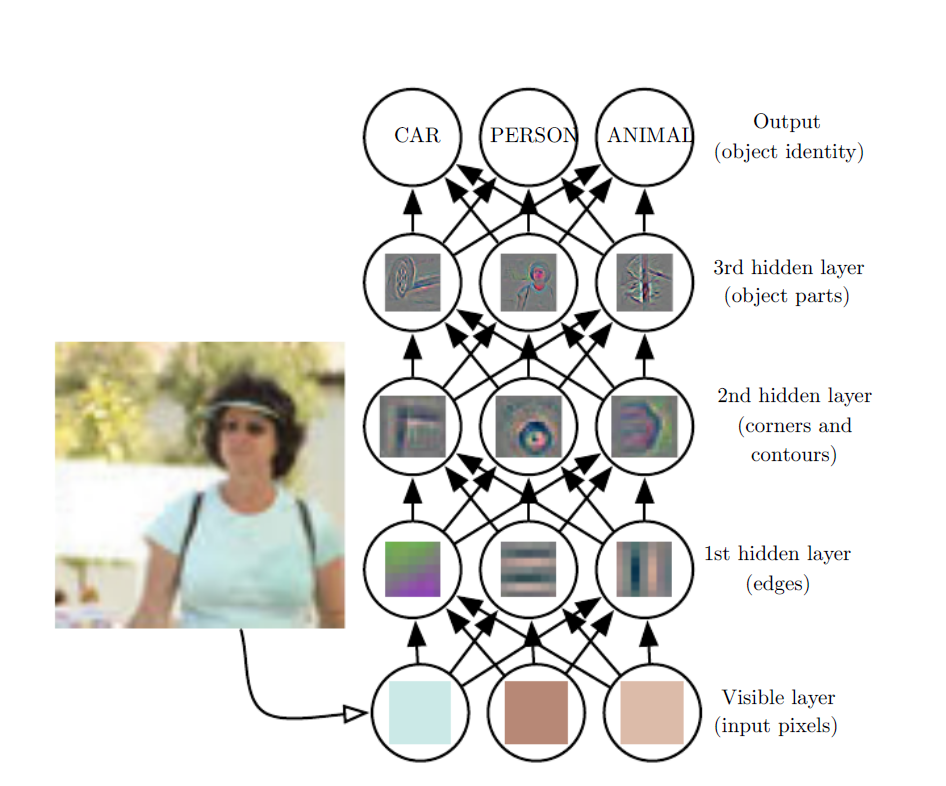 CAR
PERSON
ANIMAL
Output
(object identity)
3rd hidden layer
(object parts)
2nd hidden layer
(corners and
contours)
1st hidden layer
(edges)
Visible layer
(input pixels)